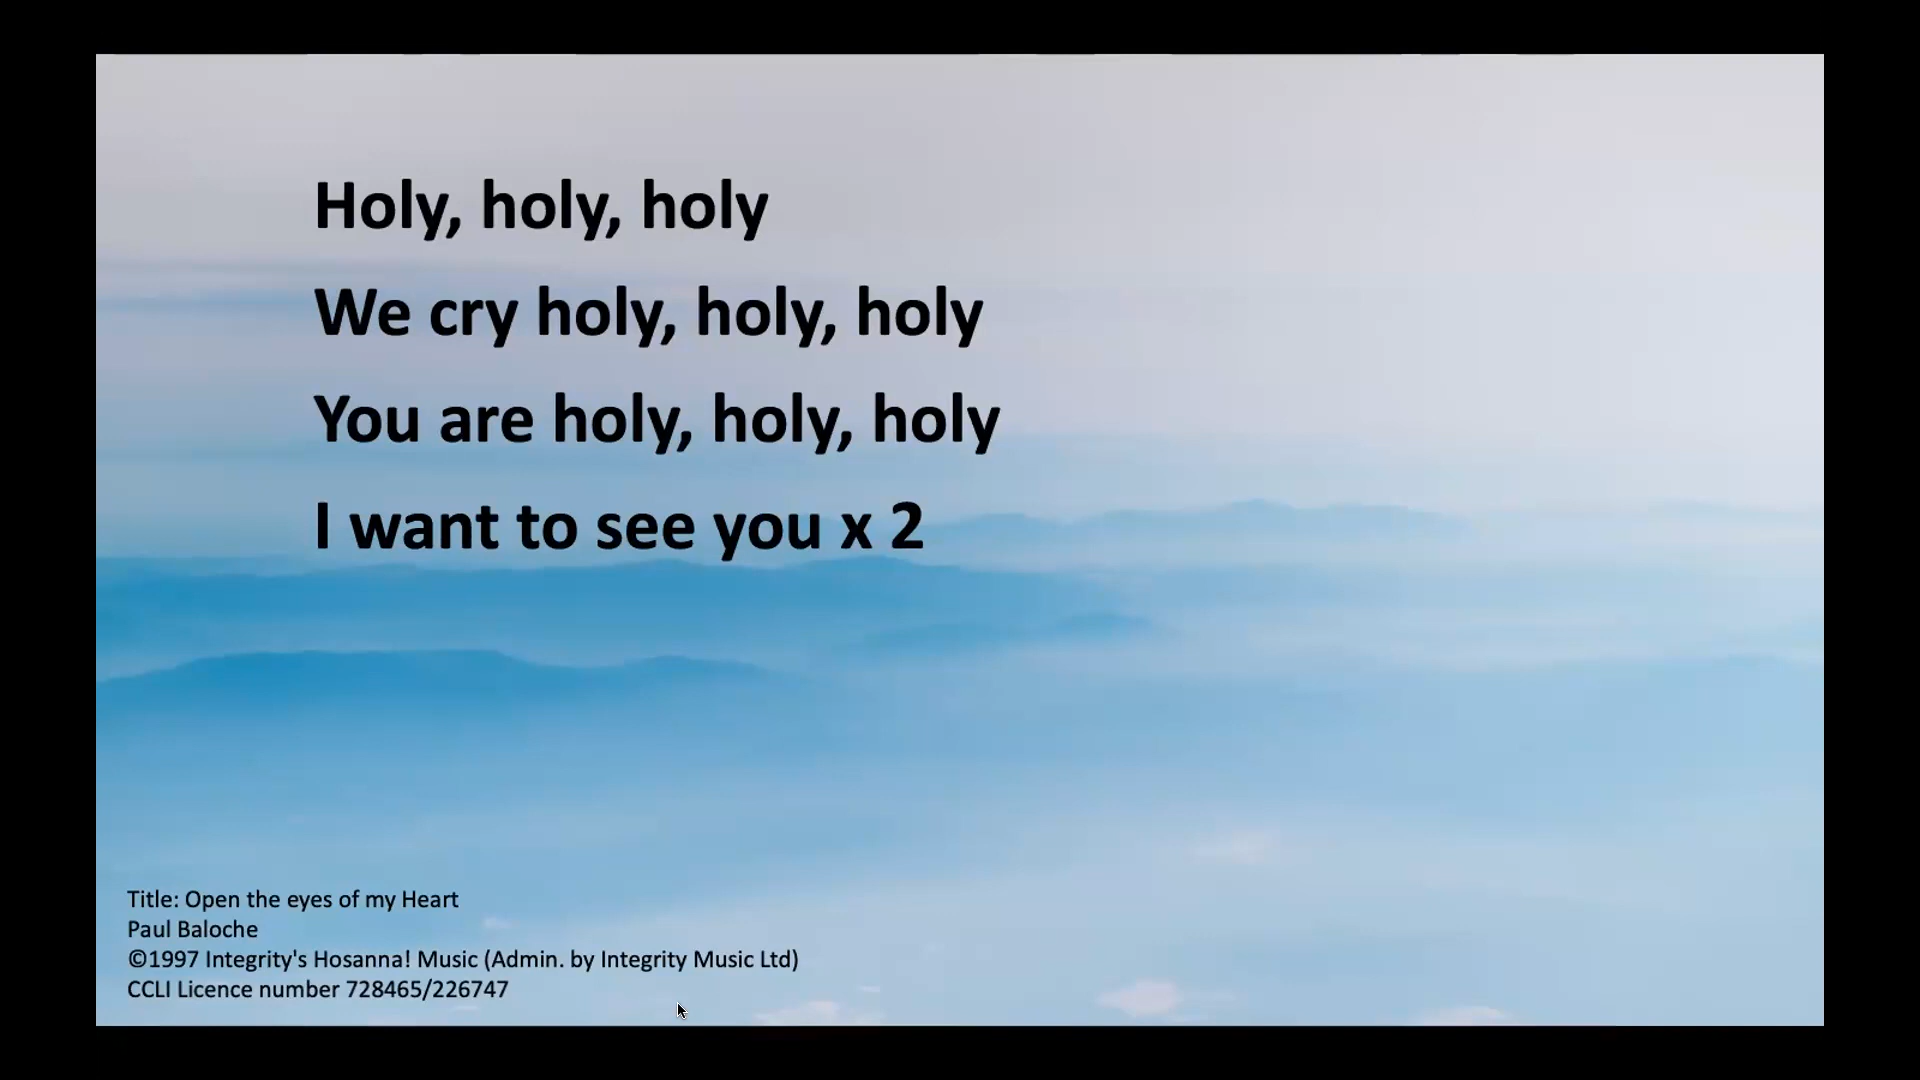 Holy, holy, holy
We cry holy, holy, holy
You are holy, holy, holy
I want to see you x 2
Title: Open the eyes of my Heart
Paul Baloche
©1997 Integrity's Hosanna! Music (Admin. by Integrity Music Ltd)
CCLI Licence number 728465/226747